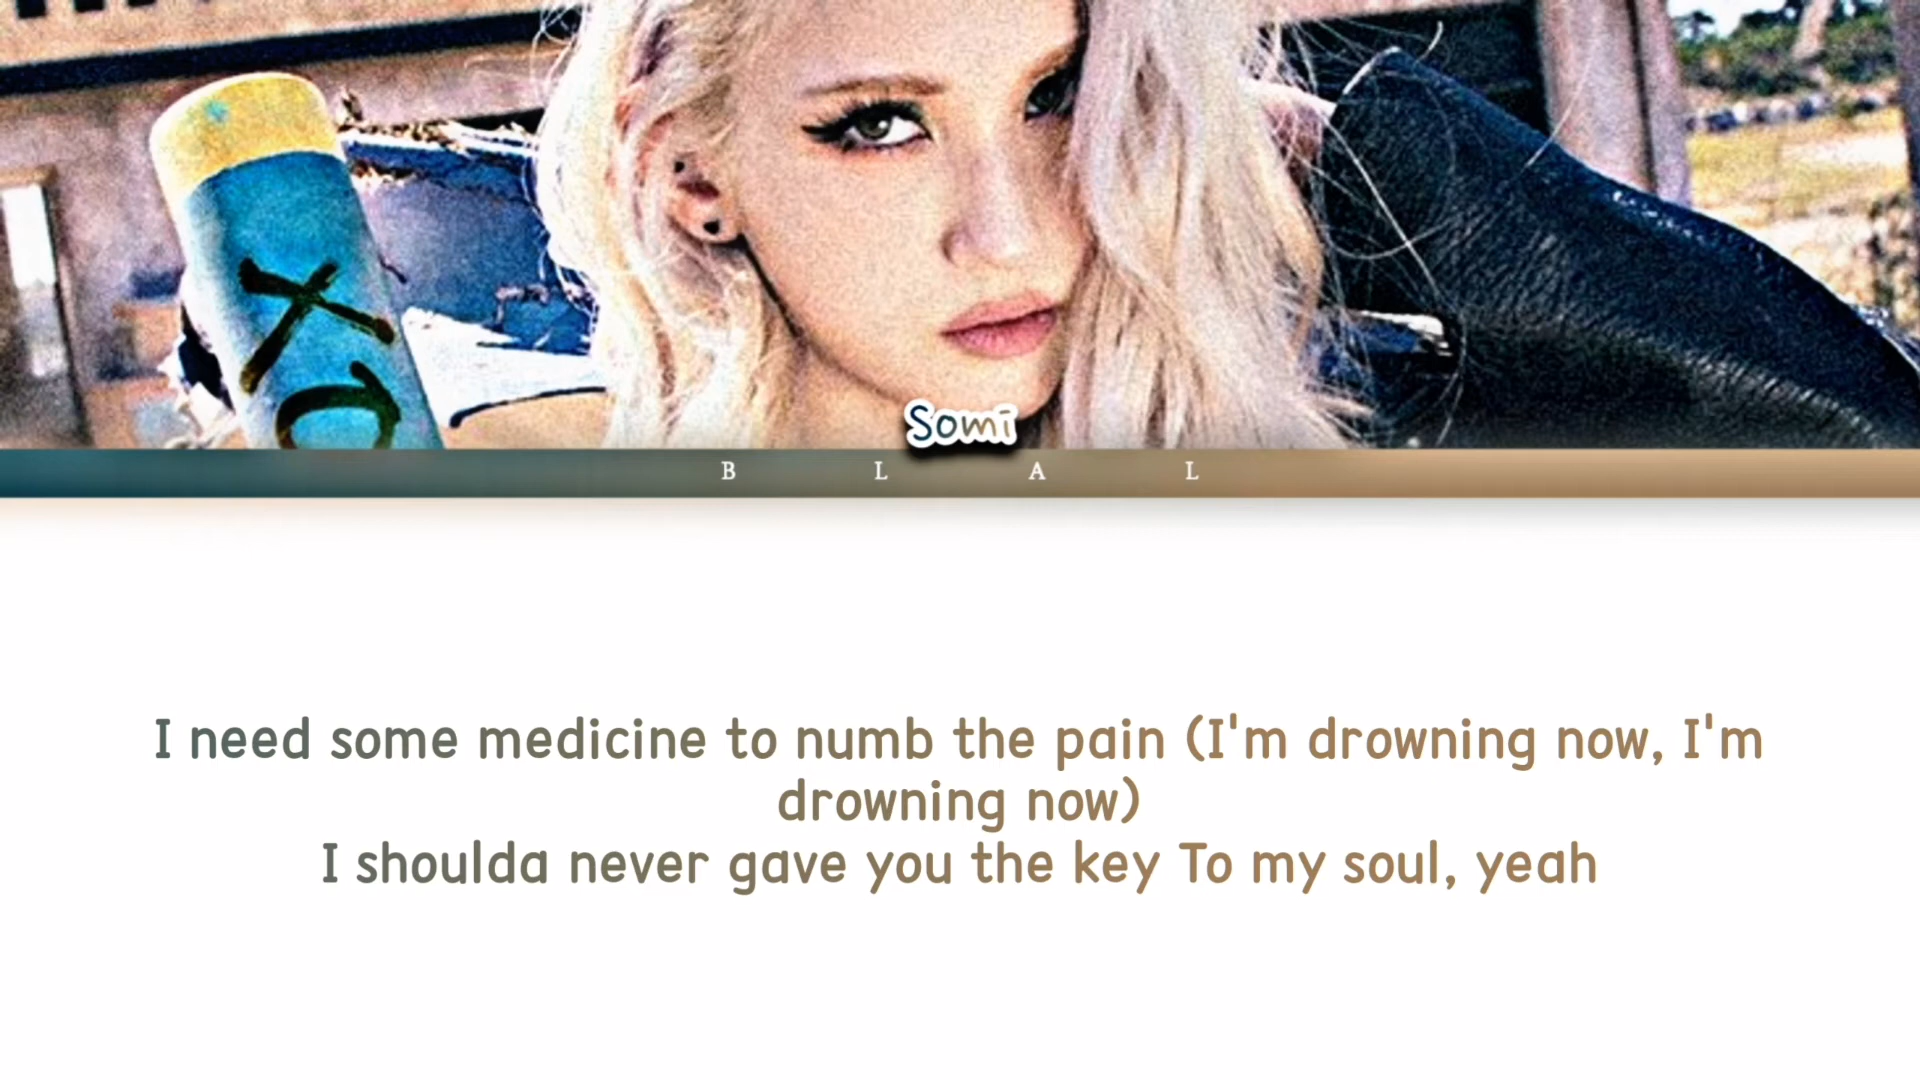 XO
Somi
B L A L
I need some medicine to numb the pain (I'm drowning now, I'm
drowning now)
I shoulda never gave you the key To my soul, yeah